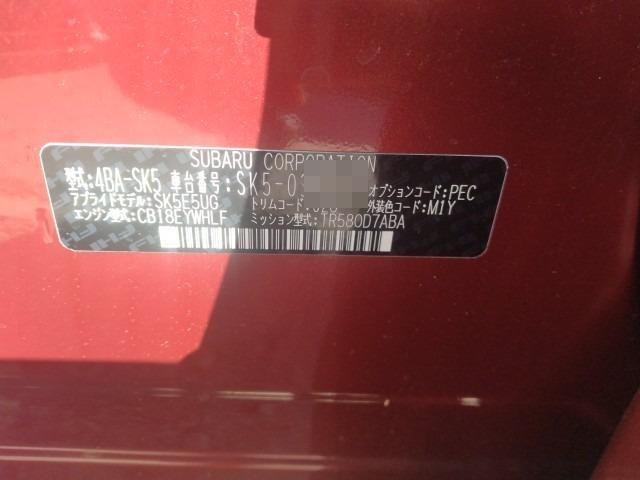 SUBARU CORPORATION
型式:4BA-SK5 車台番号:SK5-03 オプションコード:PEC
アプライドモデル:SK5E5UG トリムコード: 外装色コード:M1Y
エンジン型式:CB18EYWHLF ミッション型式:TR580D7ABA